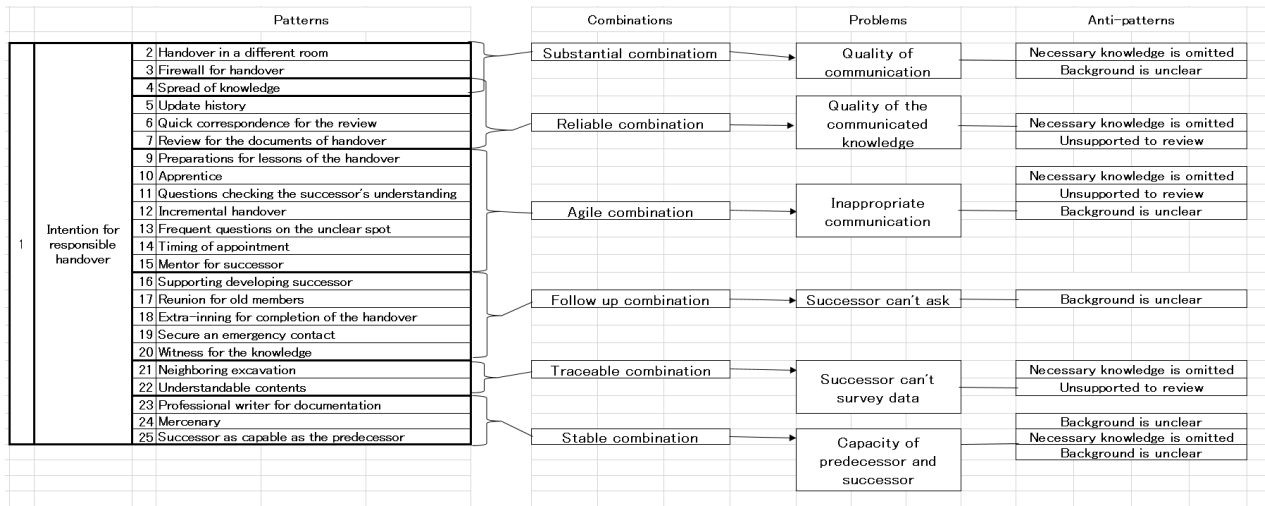 Patterns
Combinations
Problems
Anti-patterns
1
Intention for
responsible
handover
2 Handover in a different room
3 Firewall for handover
4 Spread of knowledge
5 Update history
6 Quick correspondence for the review
7 Review for the documents of handover
9 Preparations for lessons of the handover
10 Apprentice
11 Questions checking the successor's understanding
12 Incremental handover
13 Frequent questions on the unclear spot
14 Timing of appointment
15 Mentor for successor
16 Supporting developing successor
17 Reunion for old members
18 Extra-inning for completion of the handover
19 Secure an emergency contact
20 Witness for the knowledge
21 Neighboring excavation
22 Understandable contents
23 Professional writer for documentation
24 Mercenary
25 Successor as capable as the predecessor
Substantial combinatiom
Quality of
communication
Necessary knowledge is omitted
Background is unclear
Reliable combination
Quality of the
communicated
knowledge
Necessary knowledge is omitted
Unsupported to review
Agile combination
Inappropriate
communication
Necessary knowledge is omitted
Unsupported to review
Background is unclear
Follow up combination
Successor can't ask
Background is unclear
Traceable combination
Successor can't
survey data
Necessary knowledge is omitted
Unsupported to review
Stable combination
Capacity of
predecessor and
successor
Background is unclear
Necessary knowledge is omitted
Background is unclear